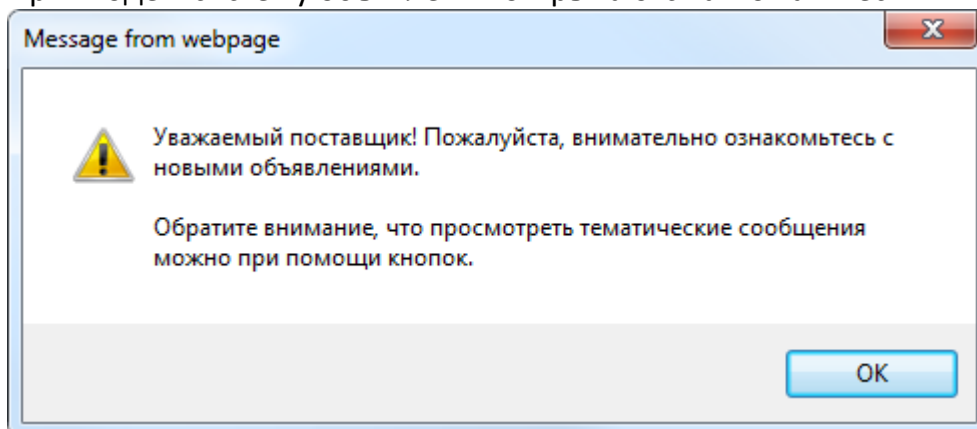 Message from webpage
Уважаемый поставщик! Пожалуйста, внимательно ознакомьтесь с
новыми объявлениями.
Обратите внимание, что просмотреть тематические сообщения
можно при помощи кнопок.
OK